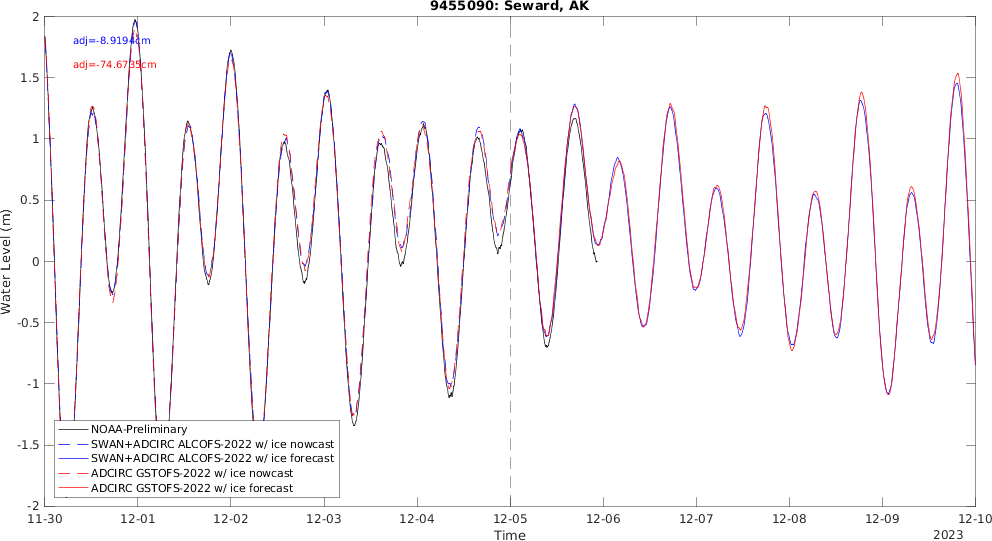 9455090: Seward, AK
adj=-8.9194cm
adj=-74.6735cm
Water Level (m)
2
1.5
1
0.5
0
-0.5
-1
-1.5
-2
NOAA-Preliminary
SWAN+ADCIRC ALCOFS-2022 w/ ice nowcast
SWAN+ADCIRC ALCOFS-2022 w/ ice forecast
ADCIRC GSTOFS-2022 w/ ice nowcast
ADCIRC GSTOFS-2022 w/ ice forecast
11-30 12-01 12-02 12-03 12-04 12-05 12-06 12-07 12-08 12-09 12-10
Time
2023